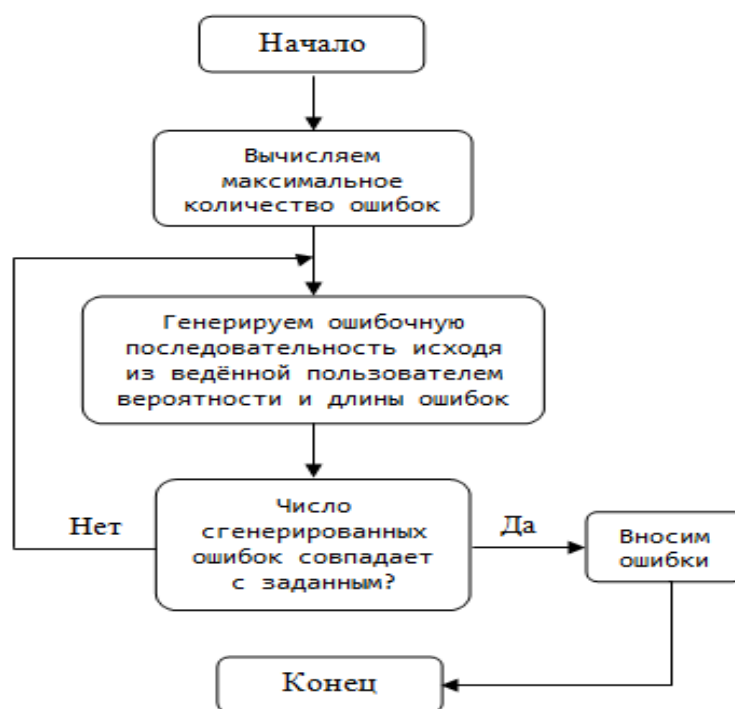 Начало
Вычисляем
максимальное
количество ошибок
Генерируем ошибочную
последовательность исходя
из ведённой пользователем
вероятности и длины ошибок
Число
сгенерированных
ошибок совпадает
с заданным?
Нет
Да
Вносим
ошибки
Конец